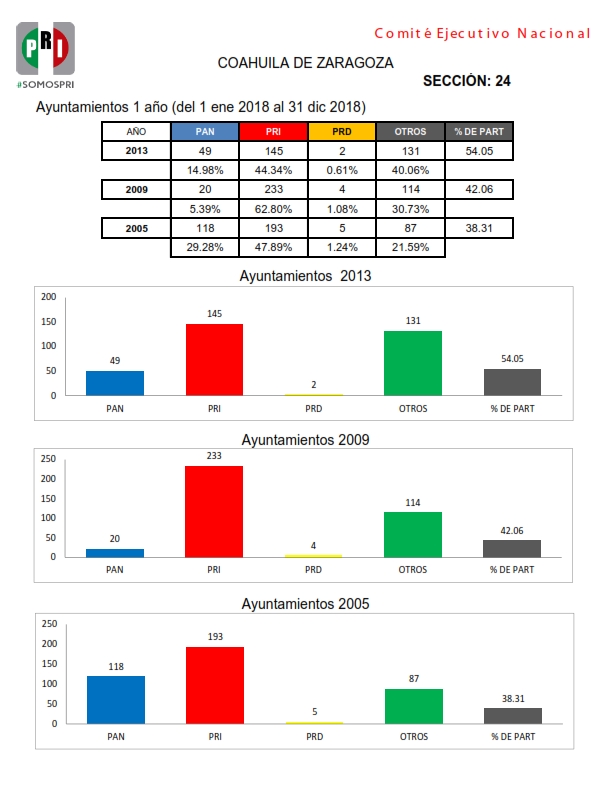 Comité Ejecutivo Nacional
PRI
#SOMOSPRI
COAHUILA DE ZARAGOZA
SECCIÓN: 24
Ayuntamientos 1 año (del 1 ene 2018 al 31 dic 2018)
AÑO PAN PRI PRD OTROS % DE PART
2013 49 145 2 131 54.05
14.98% 44.34% 0.61% 40.06%
2009 20 233 4 114 42.06
5.39% 62.80% 1.08% 30.73%
2005 118 193 5 87 38.31
29.28% 47.89% 1.24% 21.59%
Ayuntamientos 2013
200
150
100
50
0
49 145 2 131 54.05
PAN PRI PRD OTROS % DE PART
Ayuntamientos 2009
250
200
150
100
50
0
20 233 4 114 42.06
PAN PRI PRD OTROS % DE PART
Ayuntamientos 2005
250
200
150
100
50
0
118 193 5 87 38.31
PAN PRI PRD OTROS % DE PART